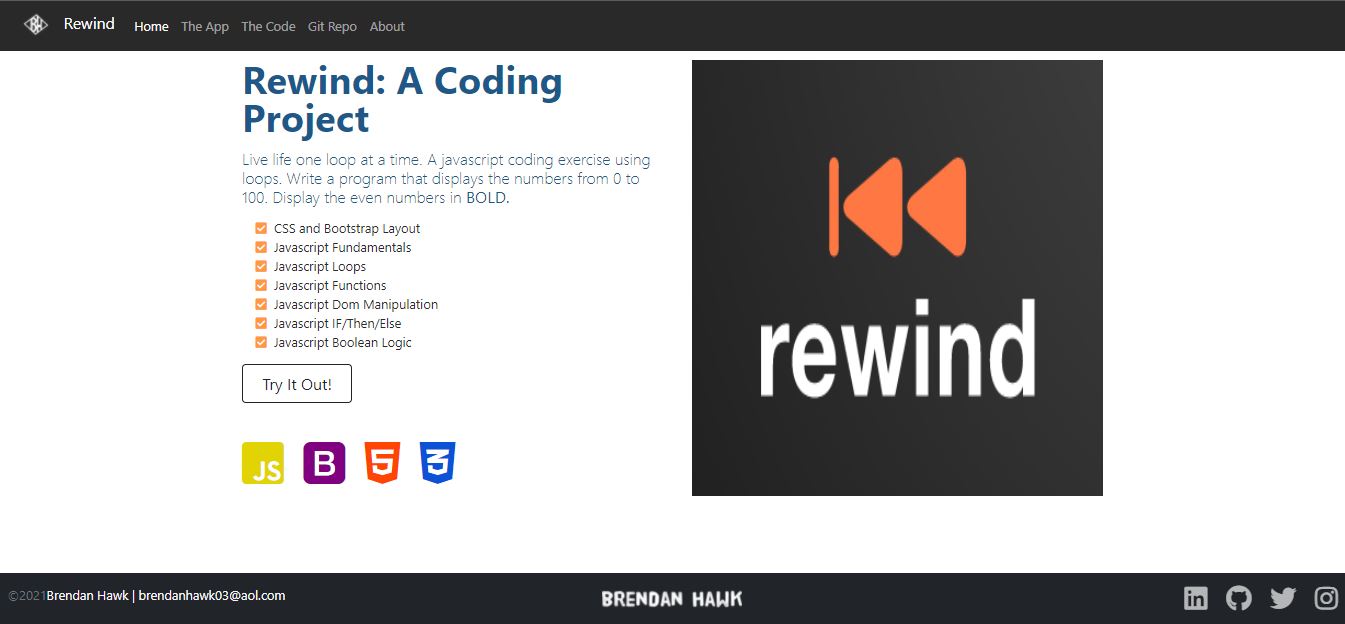 Rewind Home The App The Code Git Repo About
Rewind: A Coding
Project
Live life one loop at a time. A javascript coding exercise using
loops. Write a program that displays the numbers from 0 to
100. Display the even numbers in BOLD.
CSS and Bootstrap Layout
Javascript Fundamentals
Javascript Loops
Javascript Functions
Javascript Dom Manipulation
Javascript IF/Then/Else
Javascript Boolean Logic
Try It Out!
JS B 5 3
rewind
©2021Brendan Hawk | brendanhawk03@aol.com
BRENDAN HAWK
in